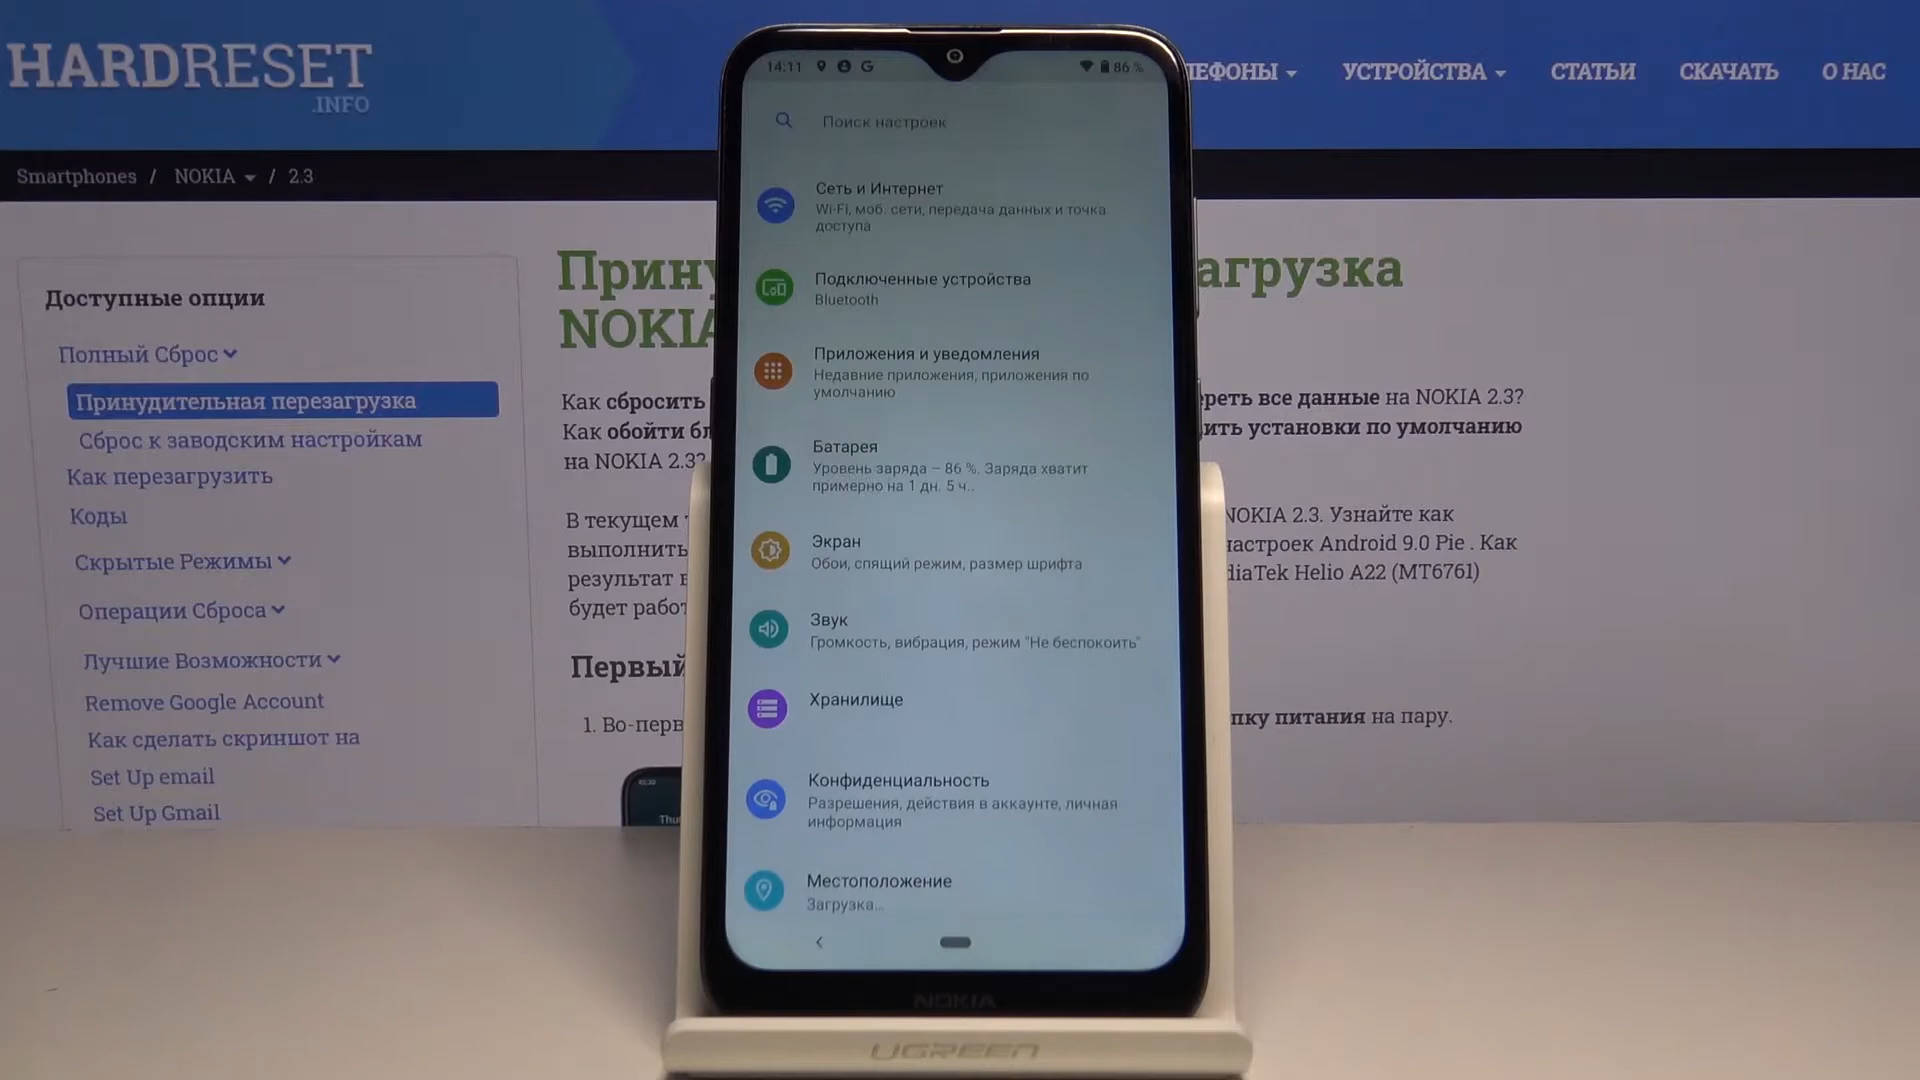 HARDRESET
.INFO
ЛЕФОНЫ
УСТРОЙСТВА
СТАТЬИ
СКАЧАТЬ
О НАС
Smartphones / NOKIA / 2.3
Доступные опции
Полный Сброс
Принудительная перезагрузка
Сброс к заводским настройкам
Как перезагрузить
Коды
Скрытые Режимы
Операции Сброса
Лучшие Возможности
Remove Google Account
Как сделать скриншот на
Set Up email
Set Up Gmail
Прину
агрузка
NOKIA
Как сбросить
ереть все данные на NOKIA 2.3?
Как обойти бл
ить установки по умолчанию
на NOKIA 2.3?
В текущем
NOKIA 2.3. Узнайте как
выполнить
настроек Android 9.0 Pie . Как
результат в
diaTek Helio A22 (MT6761)
будет работ
Первый
1. Во-перв
пку питания на пару.
Thu
14:11
86 %
Поиск настроек
Сеть и Интернет
Wi-Fi, моб. сети, передача данных и точка
доступа
Подключенные устройства
Bluetooth
Приложения и уведомления
Недавние приложения, приложения по
умолчанию
Батарея
Уровень заряда – 86 %. Заряда хватит
примерно на 1 дн. 5 ч..
Экран
Обои, спящий режим, размер шрифта
Звук
Громкость, вибрация, режим "Не беспокоить"
Хранилище
Конфиденциальность
Разрешения, действия в аккаунте, личная
информация
Местоположение
Загрузка…
NOKIA
UGREEN